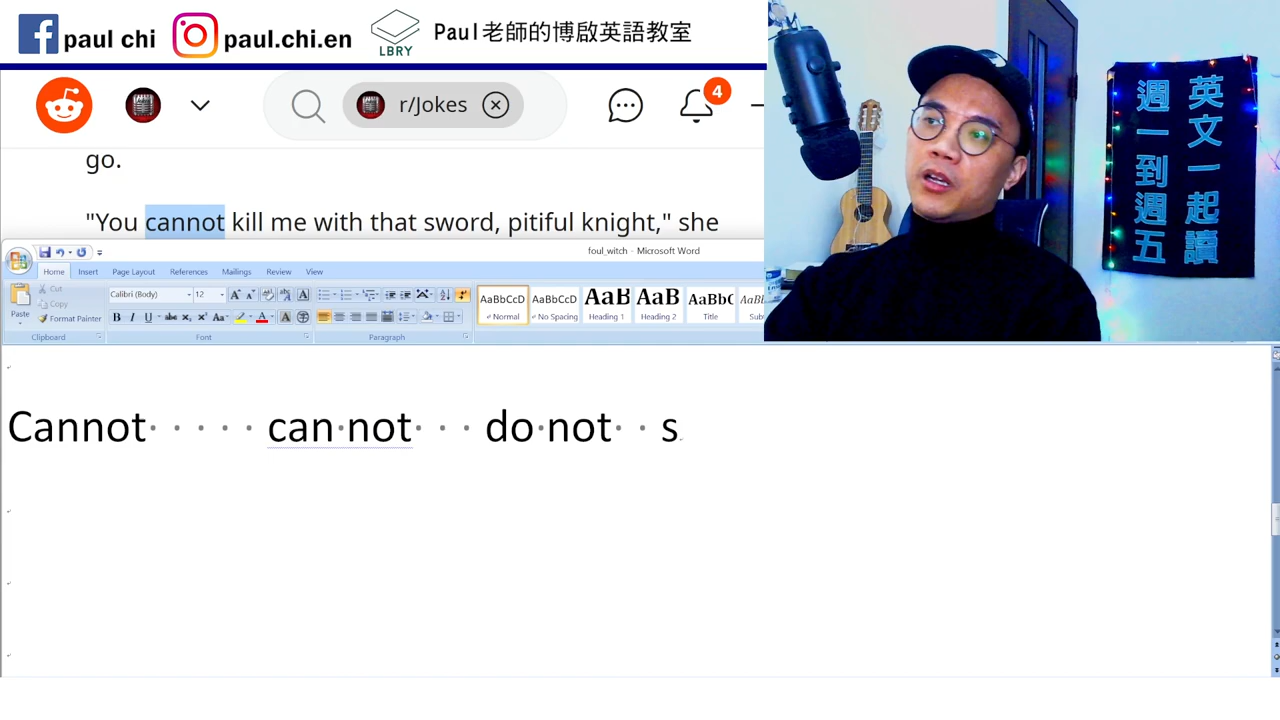 paul chi
paul.chi.en
LBRY
Paul老師的博啟英語教室
r/Jokes
4
go.
"You cannot kill me with that sword, pitiful knight," she
foul_witch - Microsoft Word
Home Insert Page Layout References Mailings Review View
Paste
Cut
Copy
Format Painter
Clipboard
Calibri (Body) 12
Font
Paragraph
AaBbCcD AaBbCcD AaBb AaBb AaBbC
Normal No Spacing Heading 1 Heading 2 Title
Cannot can not do not s
英文一起讀
週一到週五